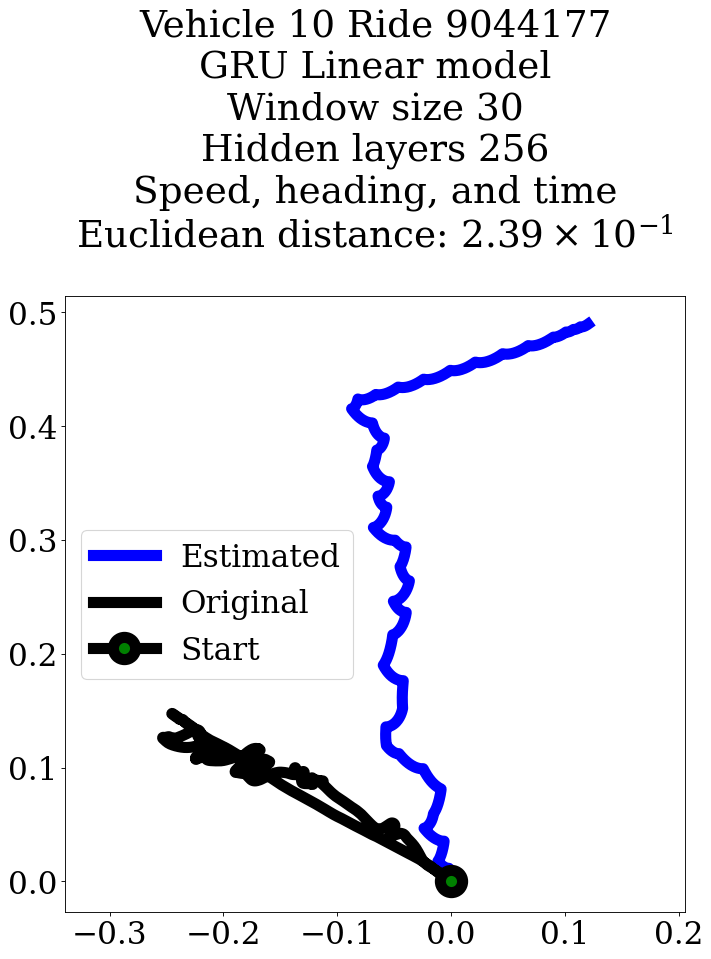 Vehicle 10 Ride 9044177
GRU Linear model
Window size 30
Hidden layers 256
Speed, heading, and time
Euclidean distance: 2.39 × 10⁻¹
0.5
0.4
0.3
0.2
0.1
0.0
Estimated
Original
Start
−0.3 −0.2 −0.1 0.0 0.1 0.2